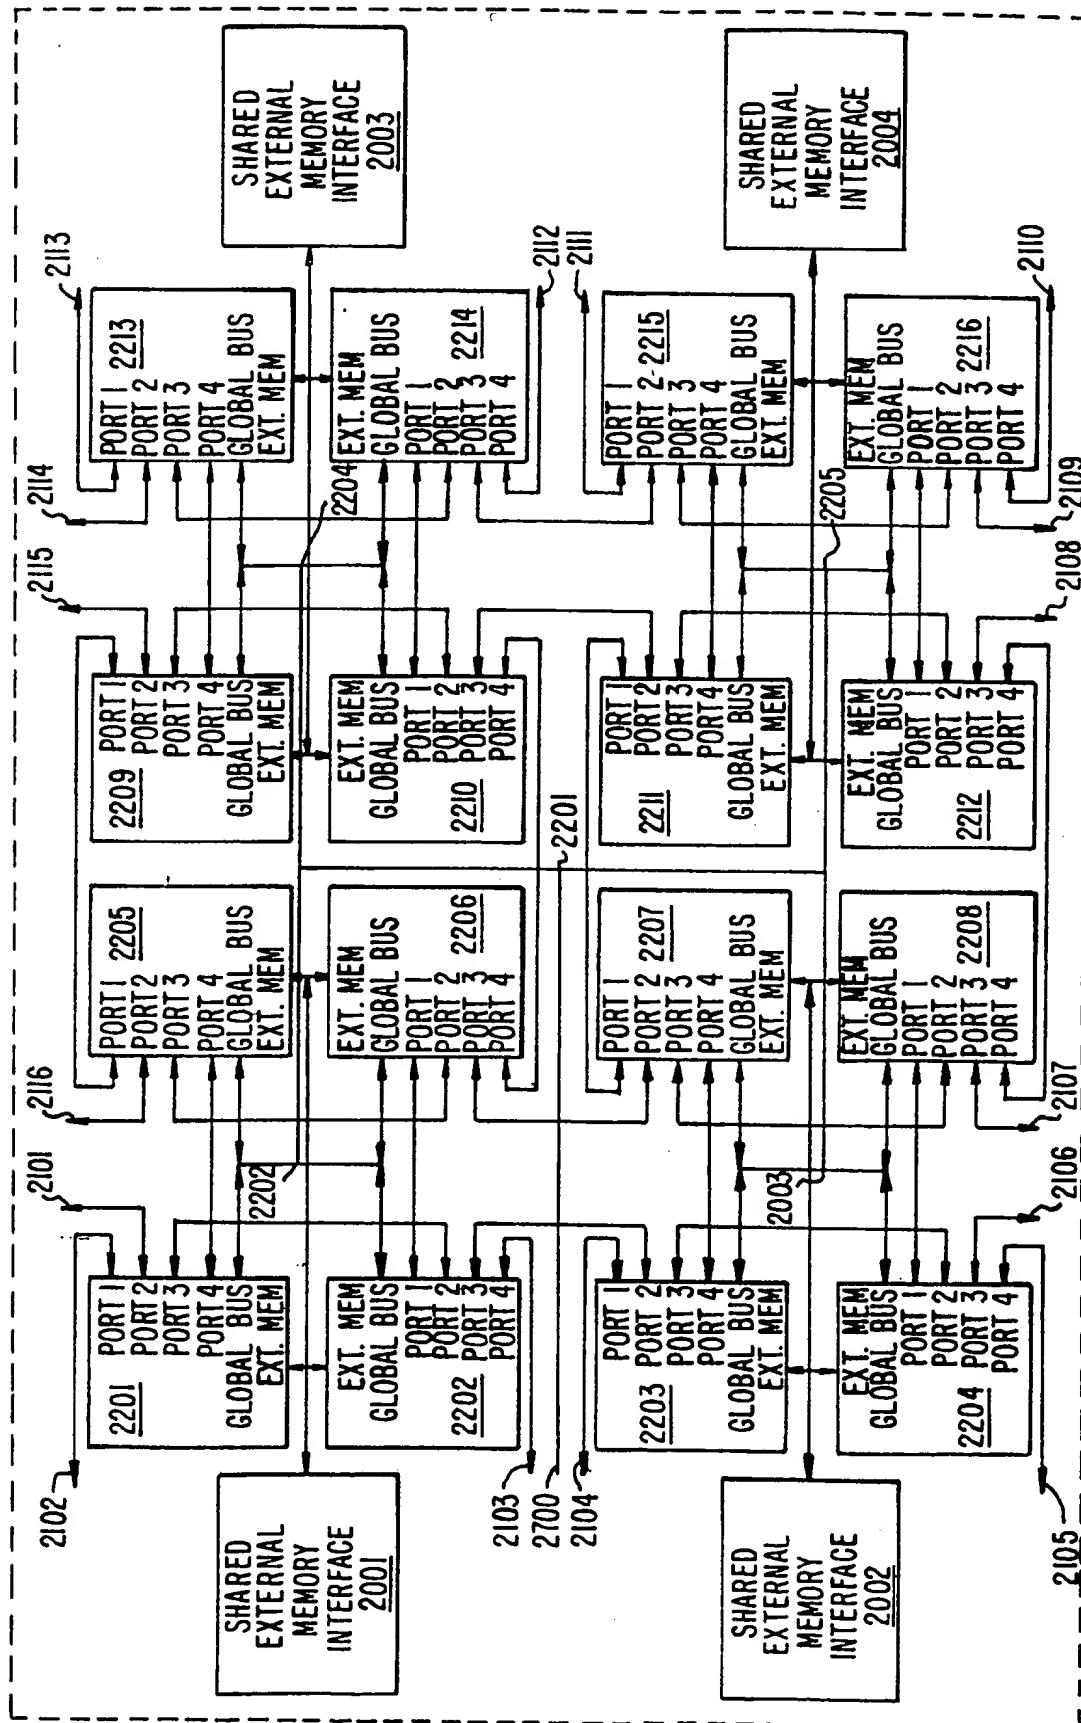 2102
2101
2116
2115
2114
2113
2201
PORT 1
PORT 2
PORT 3
PORT 4
GLOBAL BUS
EXT. MEM
2205
PORT 1
PORT 2
PORT 3
PORT 4
GLOBAL BUS
EXT. MEM
2209
PORT 1
PORT 2
PORT 3
PORT 4
GLOBAL BUS
EXT. MEM
2213
PORT 1
PORT 2
PORT 3
PORT 4
GLOBAL BUS
EXT. MEM
SHARED
EXTERNAL
MEMORY
INTERFACE
2001
2202
2204
SHARED
EXTERNAL
MEMORY
INTERFACE
2003
2202
EXT. MEM
GLOBAL BUS
PORT 1
PORT 2
PORT 3
PORT 4
2206
EXT. MEM
GLOBAL BUS
PORT 1
PORT 2
PORT 3
PORT 4
2210
EXT. MEM
GLOBAL BUS
PORT 1
PORT 2
PORT 3
PORT 4
2214
EXT. MEM
GLOBAL BUS
PORT 1
PORT 2
PORT 3
PORT 4
2103
2112
2700
2201
2104
2111
2203
PORT 1
PORT 2
PORT 3
PORT 4
GLOBAL BUS
EXT. MEM
2207
PORT 1
PORT 2
PORT 3
PORT 4
GLOBAL BUS
EXT. MEM
2211
PORT 1
PORT 2
PORT 3
PORT 4
GLOBAL BUS
EXT. MEM
2215
PORT 1
PORT 2
PORT 3
PORT 4
GLOBAL BUS
EXT. MEM
SHARED
EXTERNAL
MEMORY
INTERFACE
2002
2003
2205
SHARED
EXTERNAL
MEMORY
INTERFACE
2004
2204
EXT. MEM
GLOBAL BUS
PORT 1
PORT 2
PORT 3
PORT 4
2208
EXT. MEM
GLOBAL BUS
PORT 1
PORT 2
PORT 3
PORT 4
2212
EXT. MEM
GLOBAL BUS
PORT 1
PORT 2
PORT 3
PORT 4
2216
EXT. MEM
GLOBAL BUS
PORT 1
PORT 2
PORT 3
PORT 4
2105
2106
2107
2108
2109
2110